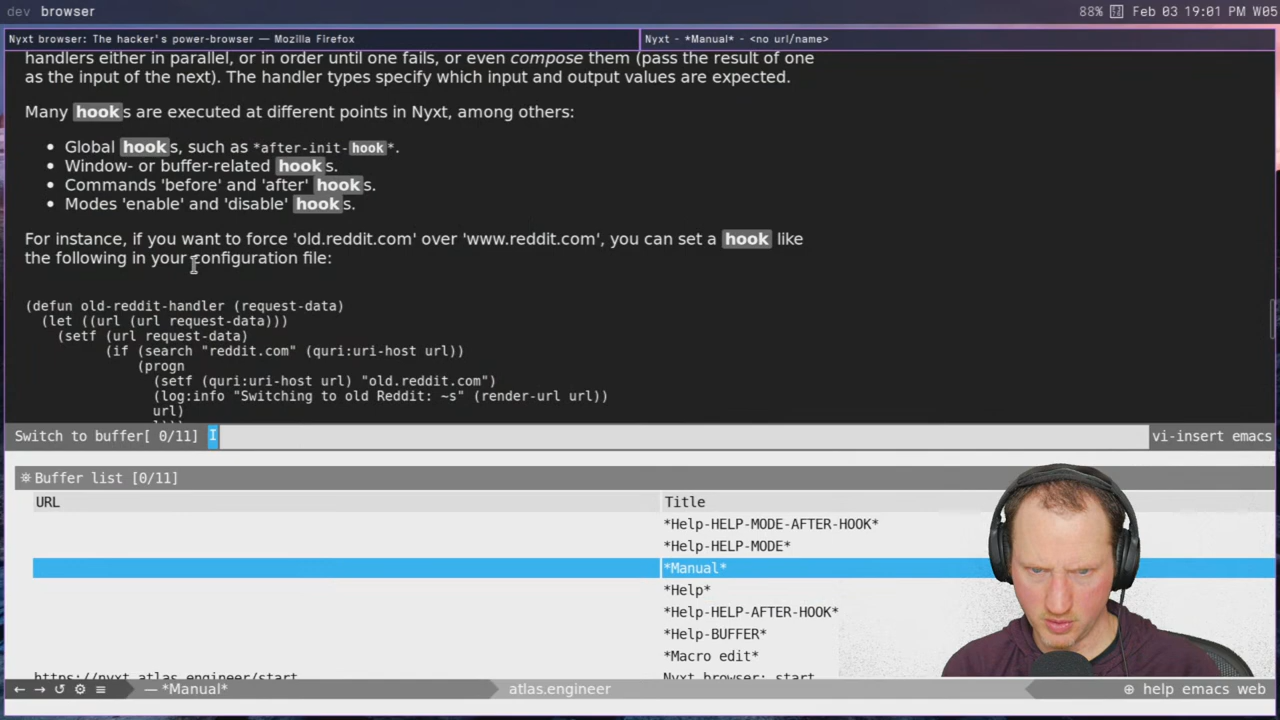 dev browser 88% Feb 03 19:01 PM W05
Nyxt browser: The hacker's power-browser — Mozilla Firefox Nyxt - *Manual* - <no url/name>
handlers either in parallel, or in order until one fails, or even compose them (pass the result of one
as the input of the next). The handler types specify which input and output values are expected.
Many hooks are executed at different points in Nyxt, among others:
• Global hooks, such as *after-init-hook*.
• Window- or buffer-related hooks.
• Commands 'before' and 'after' hooks.
• Modes 'enable' and 'disable' hooks.
For instance, if you want to force 'old.reddit.com' over 'www.reddit.com', you can set a hook like
the following in your configuration file:
(defun old-reddit-handler (request-data)
(let ((url (url request-data)))
(setf (url request-data)
(if (search "reddit.com" (quri:uri-host url))
(progn
(setf (quri:uri-host url) "old.reddit.com")
(log:info "Switching to old Reddit: ~s" (render-url url))
url)
Switch to buffer[ 0/11] I vi-insert emacs
Buffer list [0/11]
URL Title
*Help-HELP-MODE-AFTER-HOOK*
*Help-HELP-MODE*
*Manual*
*Help*
*Help-HELP-AFTER-HOOK*
*Help-BUFFER*
*Macro edit*
https://nyxt.atlas.engineer/start Nyxt browser: start
— *Manual* atlas.engineer ⊕ help emacs web